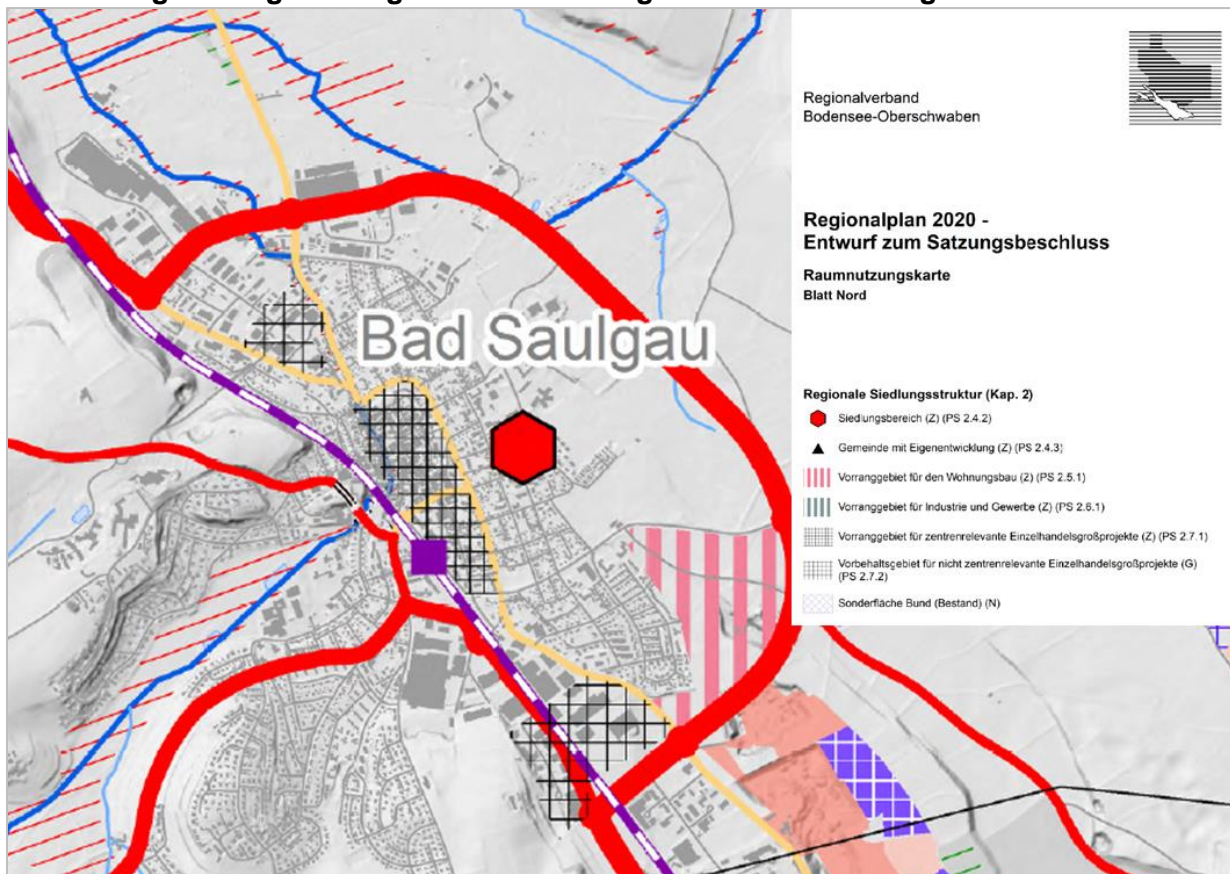 Bad Saulgau
Regionalverband
Bodensee-Oberschwaben
Regionalplan 2020 -
Entwurf zum Satzungsbeschluss
Raumnutzungskarte
Blatt Nord
Regionale Siedlungsstruktur (Kap. 2)
Siedlungsbereich (Z) (PS 2.4.2)
Gemeinde mit Eigenentwicklung (Z) (PS 2.4.3)
Vorranggebiet für den Wohnungsbau (Z) (PS 2.5.1)
Vorranggebiet für Industrie und Gewerbe (Z) (PS 2.6.1)
Vorranggebiet für zentrenrelevante Einzelhandelsgroßprojekte (Z) (PS 2.7.1)
Vorbehaltsgebiet für nicht zentrenrelevante Einzelhandelsgroßprojekte (G)
(PS 2.7.2)
Sonderfläche Bund (Bestand) (N)